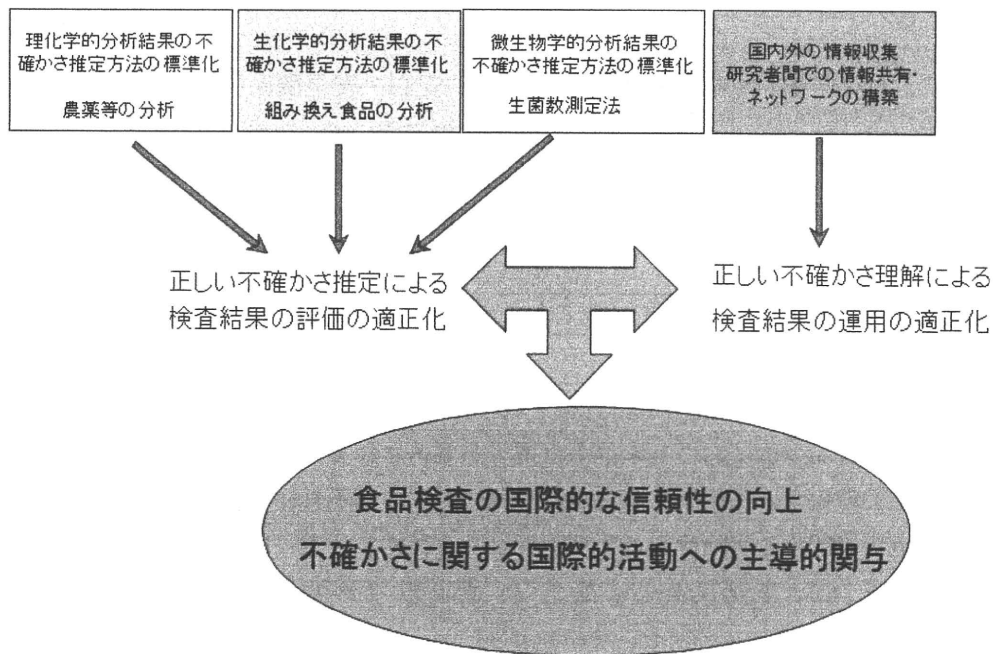 理化学的分析結果の不
確かさ推定方法の標準化
農薬等の分析
生化学的分析結果の不
確かさ推定方法の標準化
組み換え食品の分析
微生物学的分析結果の
不確かさ推定方法の標準化
生菌数測定法
国内外の情報収集
研究者間での情報共有・
ネットワークの構築
正しい不確かさ推定による
検査結果の評価の適正化
正しい不確かさ理解による
検査結果の運用の適正化
食品検査の国際的な信頼性の向上
不確かさに関する国際的活動への主導的関与